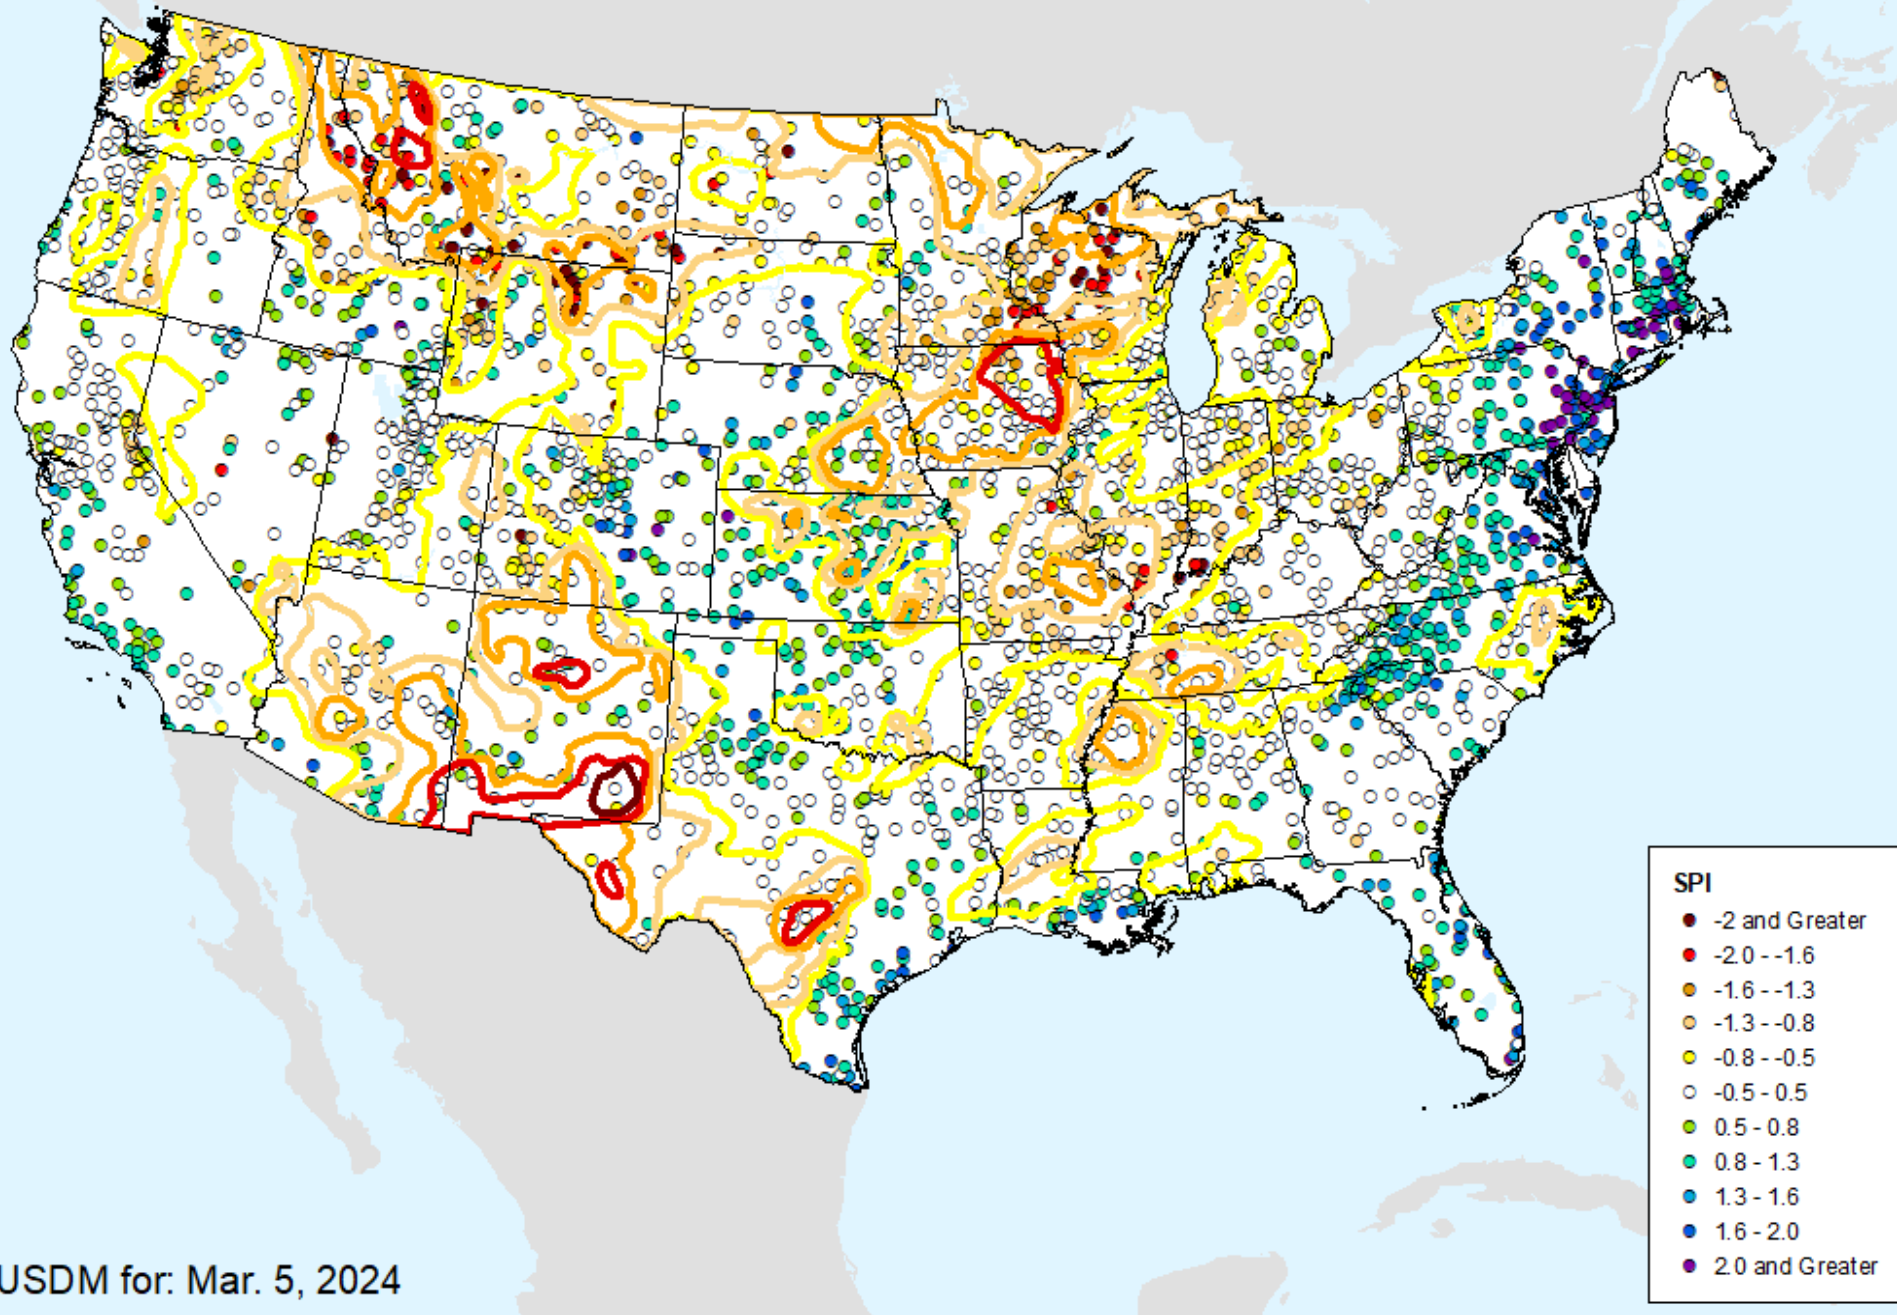 SPI
-2 and Greater
-2.0 - -1.6
-1.6 - -1.3
-1.3 - -0.8
-0.8 - -0.5
-0.5 - 0.5
0.5 - 0.8
0.8 - 1.3
1.3 - 1.6
1.6 - 2.0
2.0 and Greater
USDM for: Mar. 5, 2024